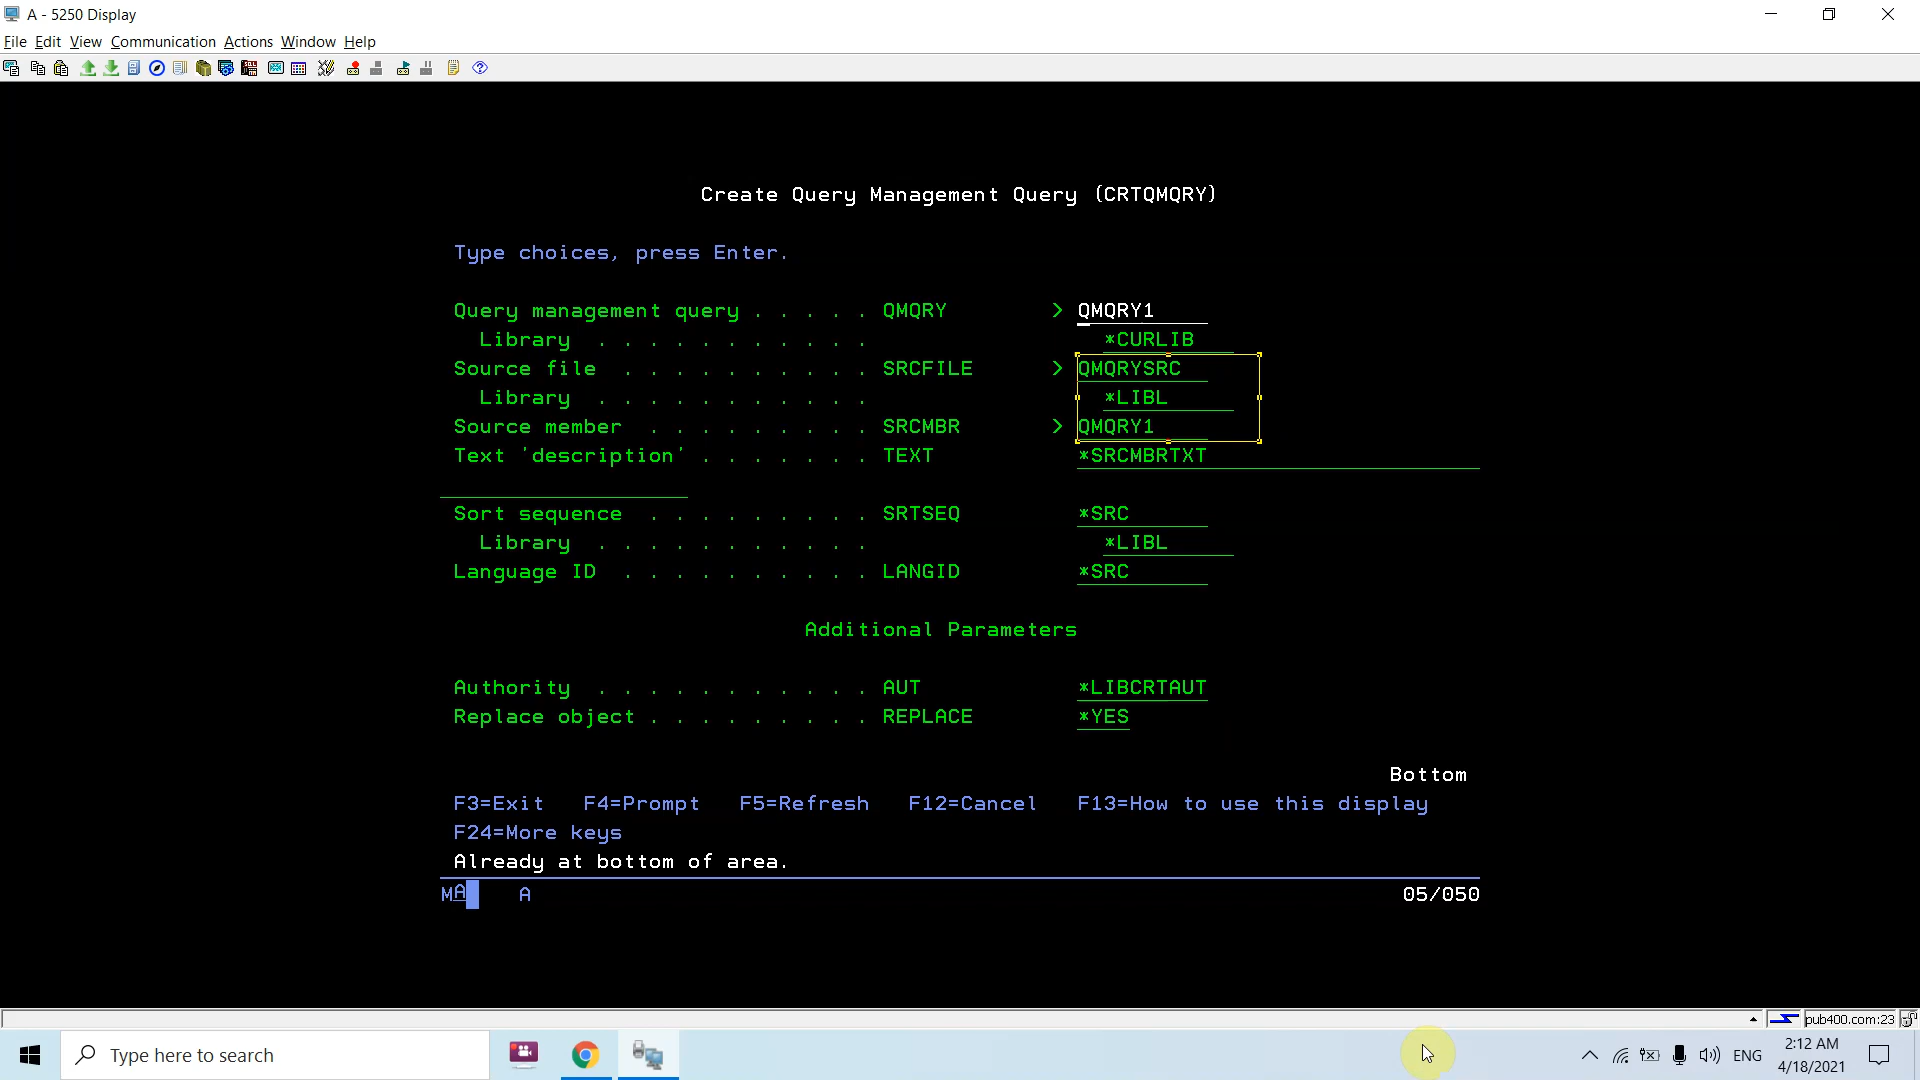 A - 5250 Display
File Edit View Communication Actions Window Help
Create Query Management Query (CRTQMQRY)
Type choices, press Enter.
Query management query . . . . . QMQRY > QMQRY1
Library . . . . . . . . . . . *CURLIB
Source file . . . . . . . . . . SRCFILE > QMQRYSRC
Library . . . . . . . . . . . *LIBL
Source member . . . . . . . . . SRCMBR > QMQRY1
Text 'description' . . . . . . . TEXT *SRCMBRTXT
Sort sequence . . . . . . . . . SRTSEQ *SRC
Library . . . . . . . . . . . *LIBL
Language ID . . . . . . . . . . LANGID *SRC
Additional Parameters
Authority . . . . . . . . . . . AUT *LIBCRTAUT
Replace object . . . . . . . . . REPLACE *YES
Bottom
F3=Exit F4=Prompt F5=Refresh F12=Cancel F13=How to use this display
F24=More keys
Already at bottom of area.
MA A 05/050
pub400.com:23
Type here to search
ENG
2:12 AM
4/18/2021